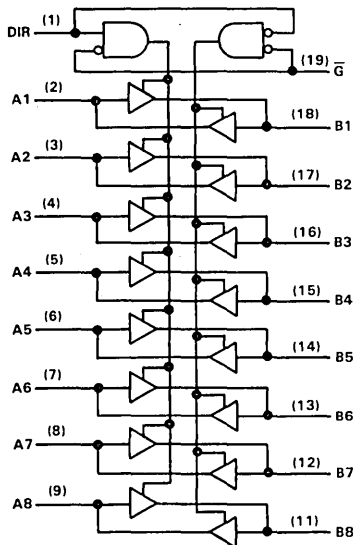 (1)
DIR
(19)
G
(2)
A1
(18)
B1
(3)
A2
(17)
B2
(4)
A3
(16)
B3
(5)
A4
(15)
B4
(6)
A5
(14)
B5
(7)
A6
(13)
B6
(8)
A7
(12)
B7
(9)
A8
(11)
B8